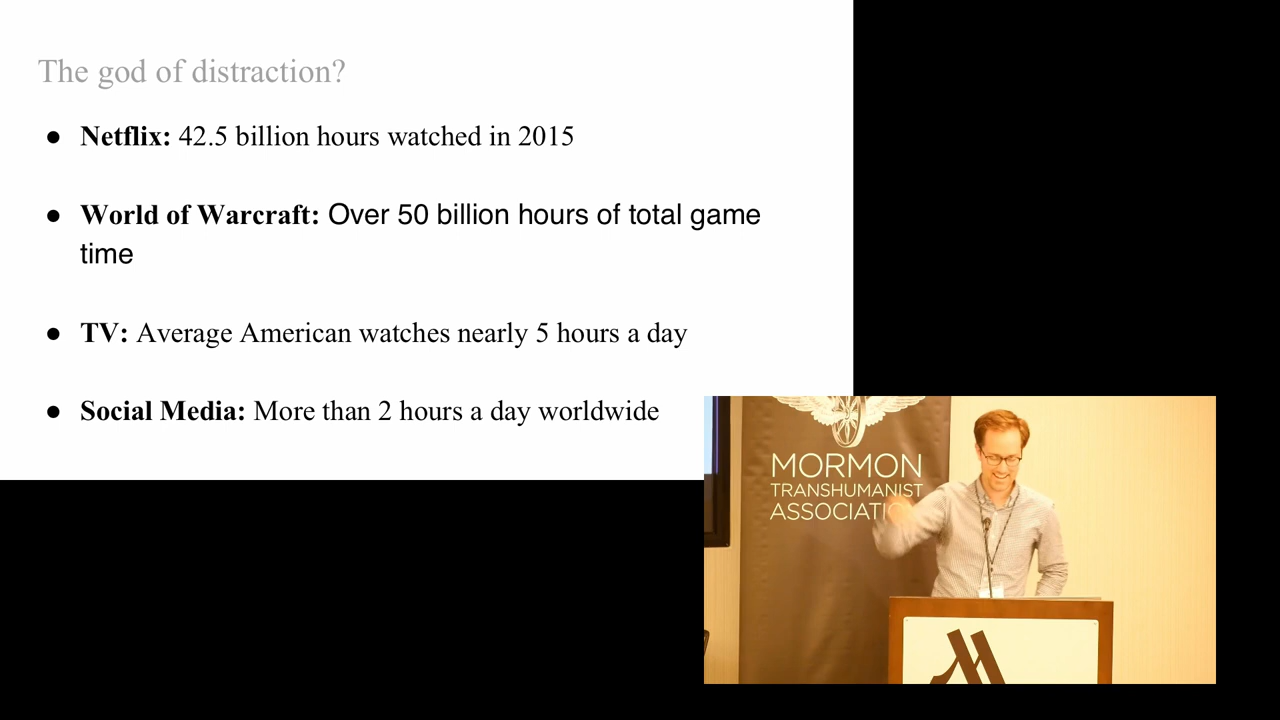 The god of distraction?
● Netflix: 42.5 billion hours watched in 2015
● World of Warcraft: Over 50 billion hours of total game
time
● TV: Average American watches nearly 5 hours a day
● Social Media: More than 2 hours a day worldwide
MORMON
TRANSHUMANIST
ASSOCIATIO